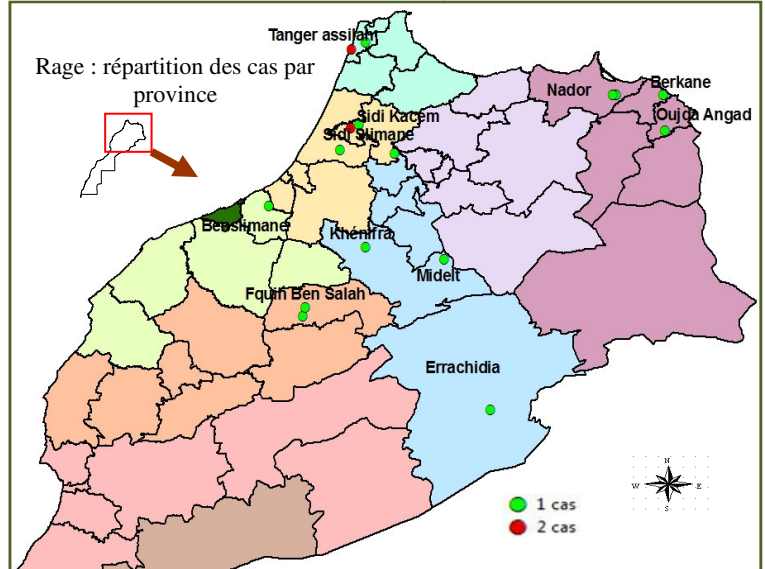 Tanger assilah
Rage : répartition des cas par
province
Nador
Berkane
Oujda Angad
Sidi Kacem
Sidi Slimane
Benslimane
Khénifra
Midelt
Fquih Ben Salah
Errachidia
N
W
E
S
1 cas
2 cas